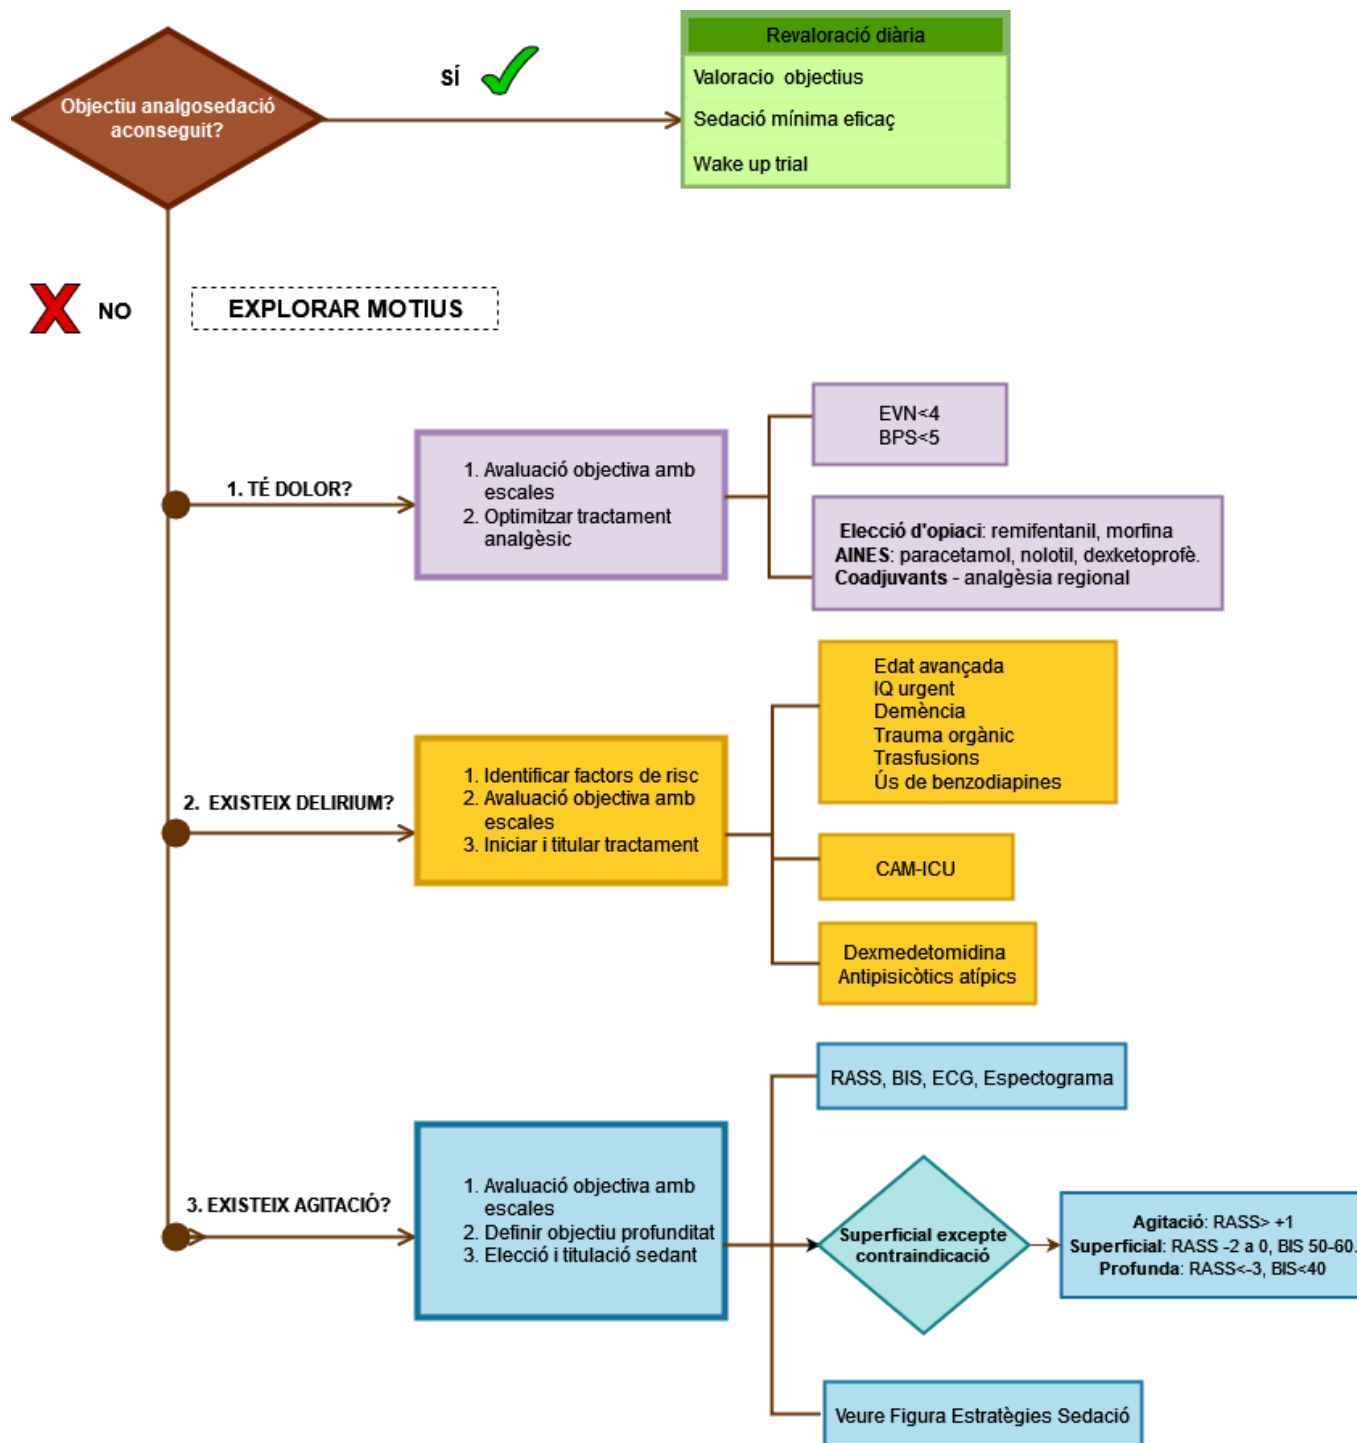 Objectiu analgosedació
aconseguit?
SÍ
Revaloració diària
Valoracio objectius
Sedació mínima eficaç
Wake up trial
NO
EXPLORAR MOTIUS
1. TÉ DOLOR?
1. Avaluació objectiva amb
escales
2. Optimitzar tractament
analgèsic
EVN<4
BPS<5
Elecció d'opiaci: remifentanil, morfina
AINES: paracetamol, nolotil, dexketoprofè.
Coadjuvants - analgèsia regional
2. EXISTEIX DELIRIUM?
1. Identificar factors de risc
2. Avaluació objectiva amb
escales
3. Iniciar i titular tractament
Edat avançada
IQ urgent
Demència
Trauma orgànic
Trasfusions
Ús de benzodiapines
CAM-ICU
Dexmedetomidina
Antipisicòtics atípics
3. EXISTEIX AGITACIÓ?
1. Avaluació objectiva amb
escales
2. Definir objectiu profunditat
3. Elecció i titulació sedant
RASS, BIS, ECG, Espectograma
Superficial excepte
contraindicació
Agitació: RASS> +1
Superficial: RASS -2 a 0, BIS 50-60.
Profunda: RASS<-3, BIS<40
Veure Figura Estratègies Sedació